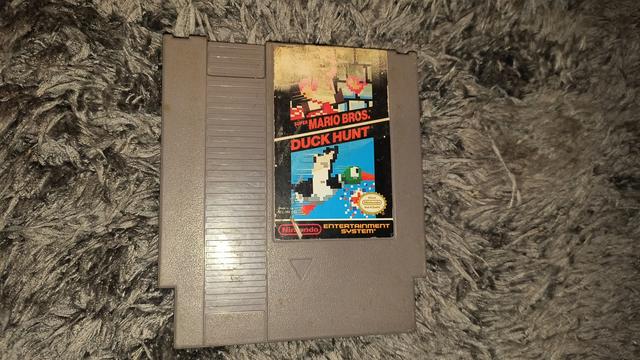 SUPER MARIO BROS.
DUCK HUNT
Nintendo
ENTERTAINMENT
SYSTEM